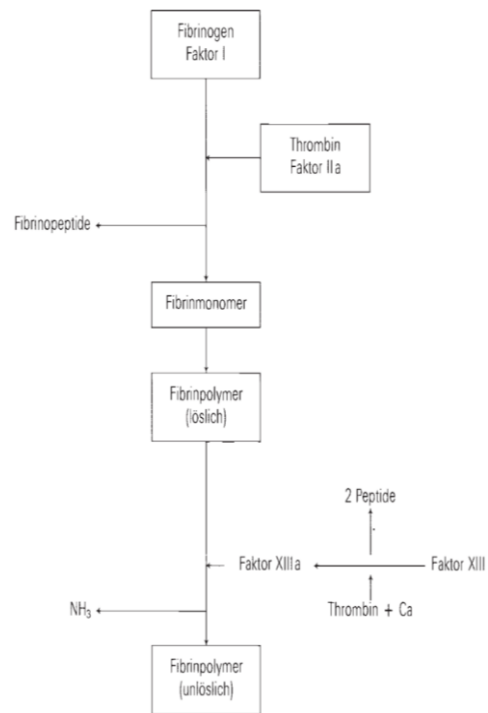 Fibrinogen
Faktor I
Thrombin
Faktor IIa
Fibrinopeptide
Fibrinmonomer
Fibrinpolymer
(löslich)
2 Peptide
Faktor XIIIa
Faktor XIII
Thrombin + Ca
NH₃
Fibrinpolymer
(unlöslich)